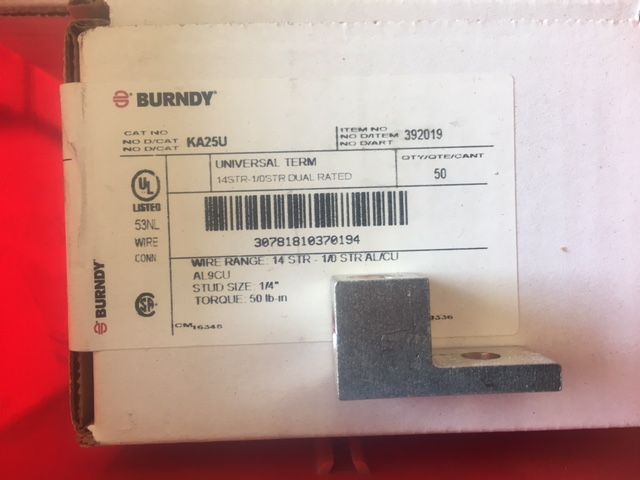 BURNDY
CAT NO
NO D/CAT
NO D/CAT
KA25U
ITEM NO
NO D/ITEM
NO D/ART
392019
UNIVERSAL TERM
14STR-1/0STR DUAL RATED
QTY/QTE/CANT
50
UL
LISTED
53NL
WIRE
CONN
30781810370194
WIRE RANGE: 14 STR - 1/0 STR AL/CU
AL9CU
STUD SIZE: 1/4"
TORQUE: 50 lb-in
BURNDY